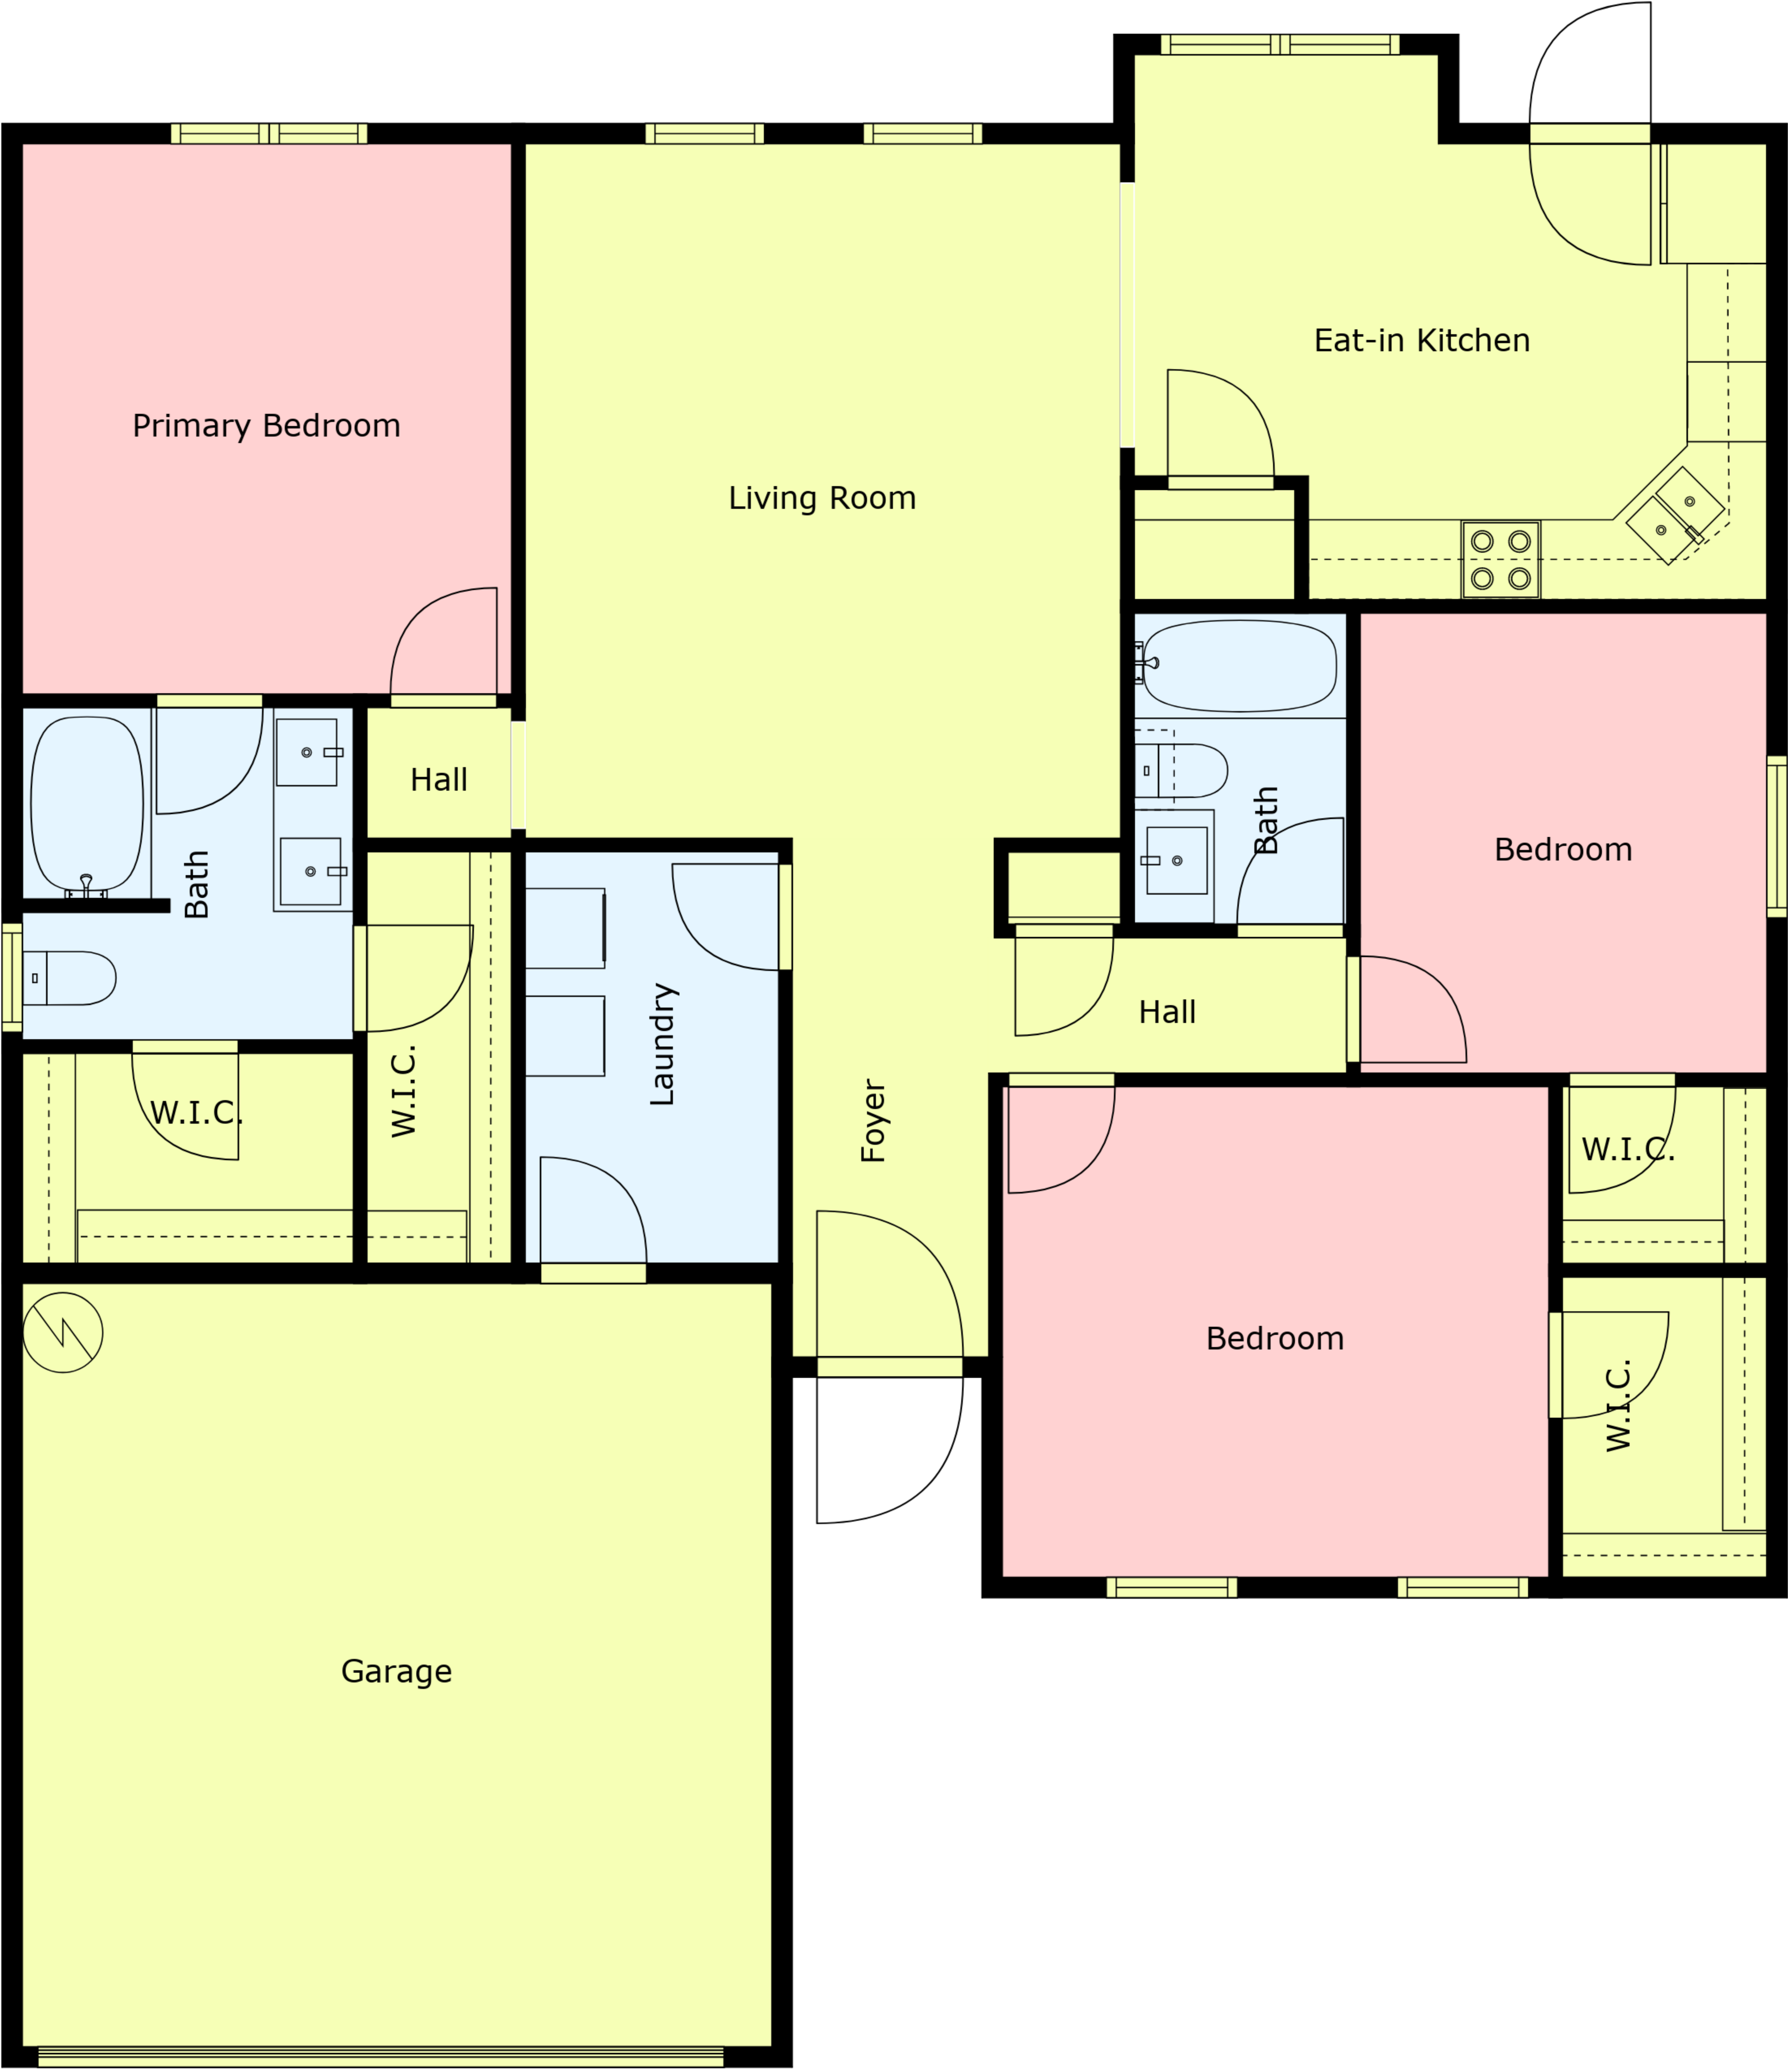 Eat-in Kitchen
Primary Bedroom
Living Room
Hall
Bath
Bath
Bedroom
Hall
Laundry
W.I.C.
W.I.C.
Foyer
W.I.C.
Bedroom
W.I.C.
Garage